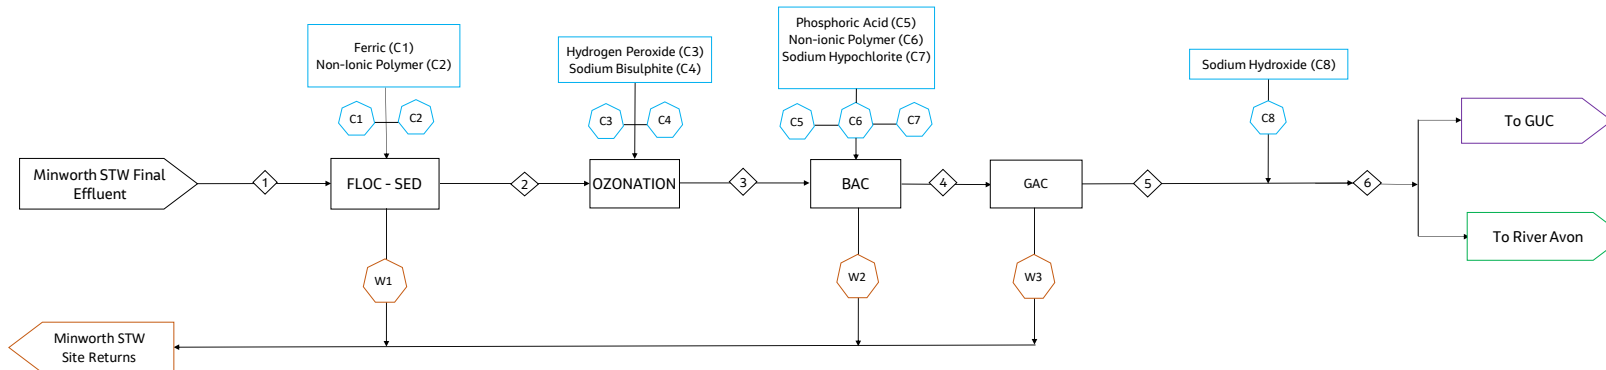 Ferric (C1)
Non-Ionic Polymer (C2)
Hydrogen Peroxide (C3)
Sodium Bisulphite (C4)
Phosphoric Acid (C5)
Non-ionic Polymer (C6)
Sodium Hypochlorite (C7)
Sodium Hydroxide (C8)
C1
C2
C3
C4
C5
C6
C7
C8
To GUC
Minworth STW Final
Effluent
1
FLOC - SED
2
OZONATION
3
BAC
4
GAC
5
6
To River Avon
W1
W2
W3
Minworth STW
Site Returns